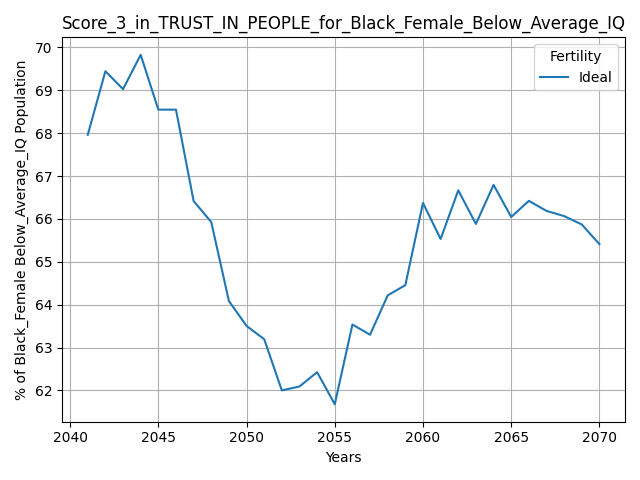 Score_3_in_TRUST_IN_PEOPLE_for_Black_Female_Below_Average_IQ
% of Black_Female Below_Average_IQ Population
70
69
68
67
66
65
64
63
62
Fertility
Ideal
2040 2045 2050 2055 2060 2065 2070
Years